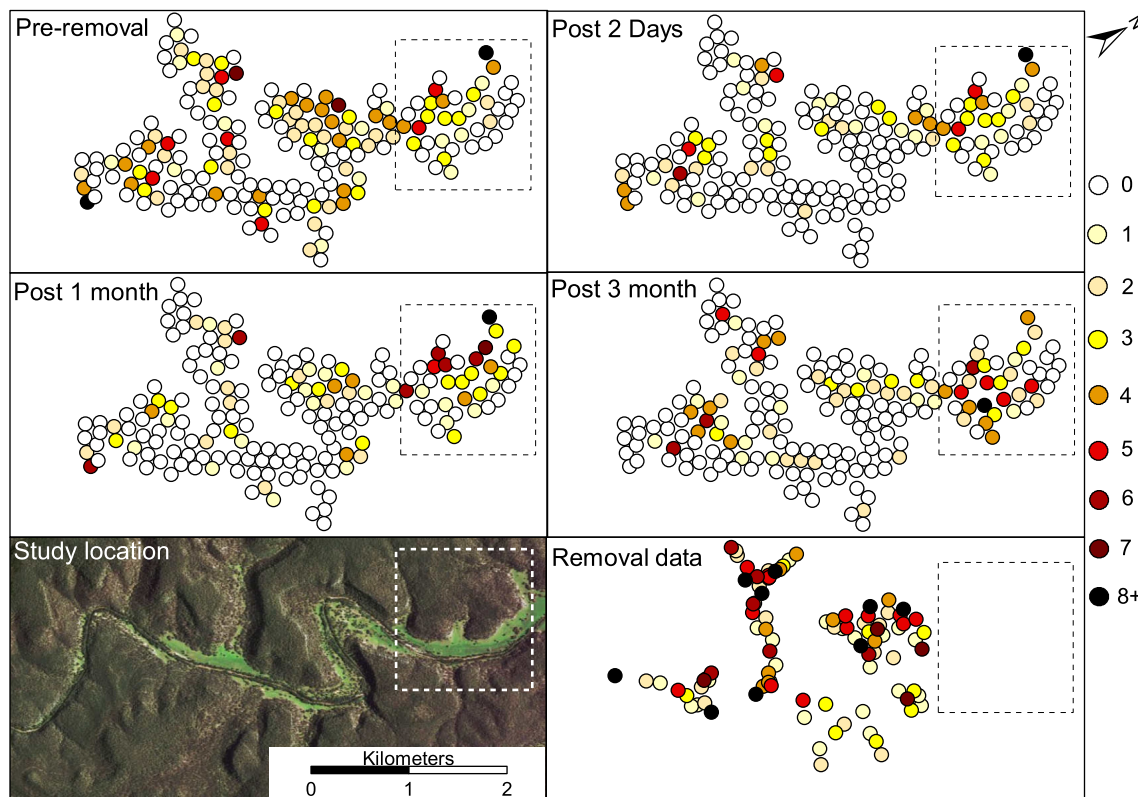 Pre-removal
Post 2 Days
Z
0
1
2
3
4
5
6
7
8+
Post 1 month
Post 3 month
Study location
Removal data
Kilometers
0 1 2